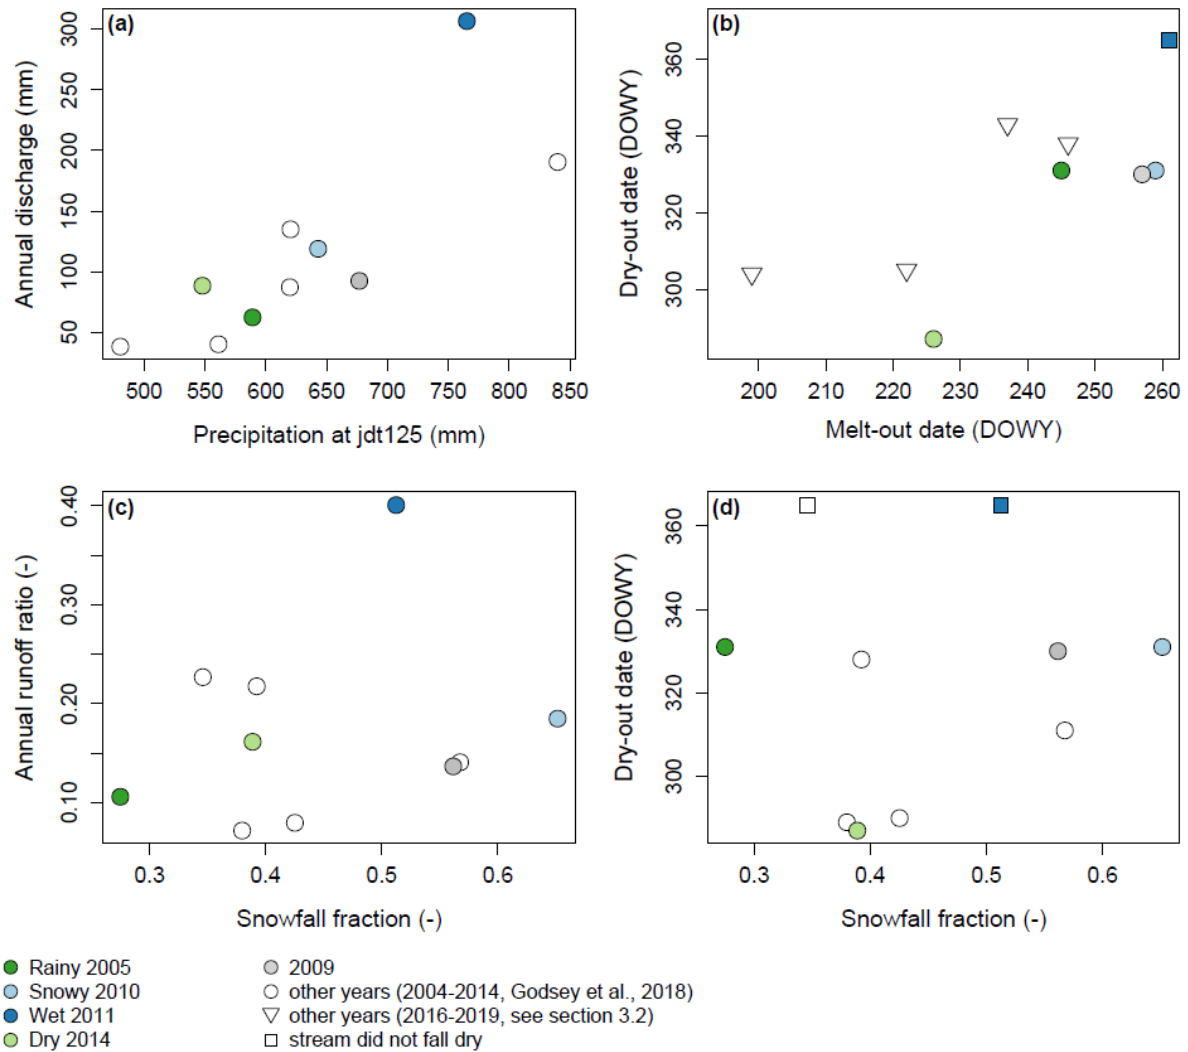 (a)
300
250
200
150
100
50
Annual discharge (mm)
500 550 600 650 700 750 800 850
Precipitation at jdt125 (mm)
(b)
360
340
320
300
Dry-out date (DOWY)
200 210 220 230 240 250 260
Melt-out date (DOWY)
(c)
0.40
0.30
0.20
0.10
Annual runoff ratio (-)
0.3 0.4 0.5 0.6
Snowfall fraction (-)
(d)
360
340
320
300
Dry-out date (DOWY)
0.3 0.4 0.5 0.6
Snowfall fraction (-)
Rainy 2005
Snowy 2010
Wet 2011
Dry 2014
2009
other years (2004-2014, Godsey et al., 2018)
other years (2016-2019, see section 3.2)
stream did not fall dry